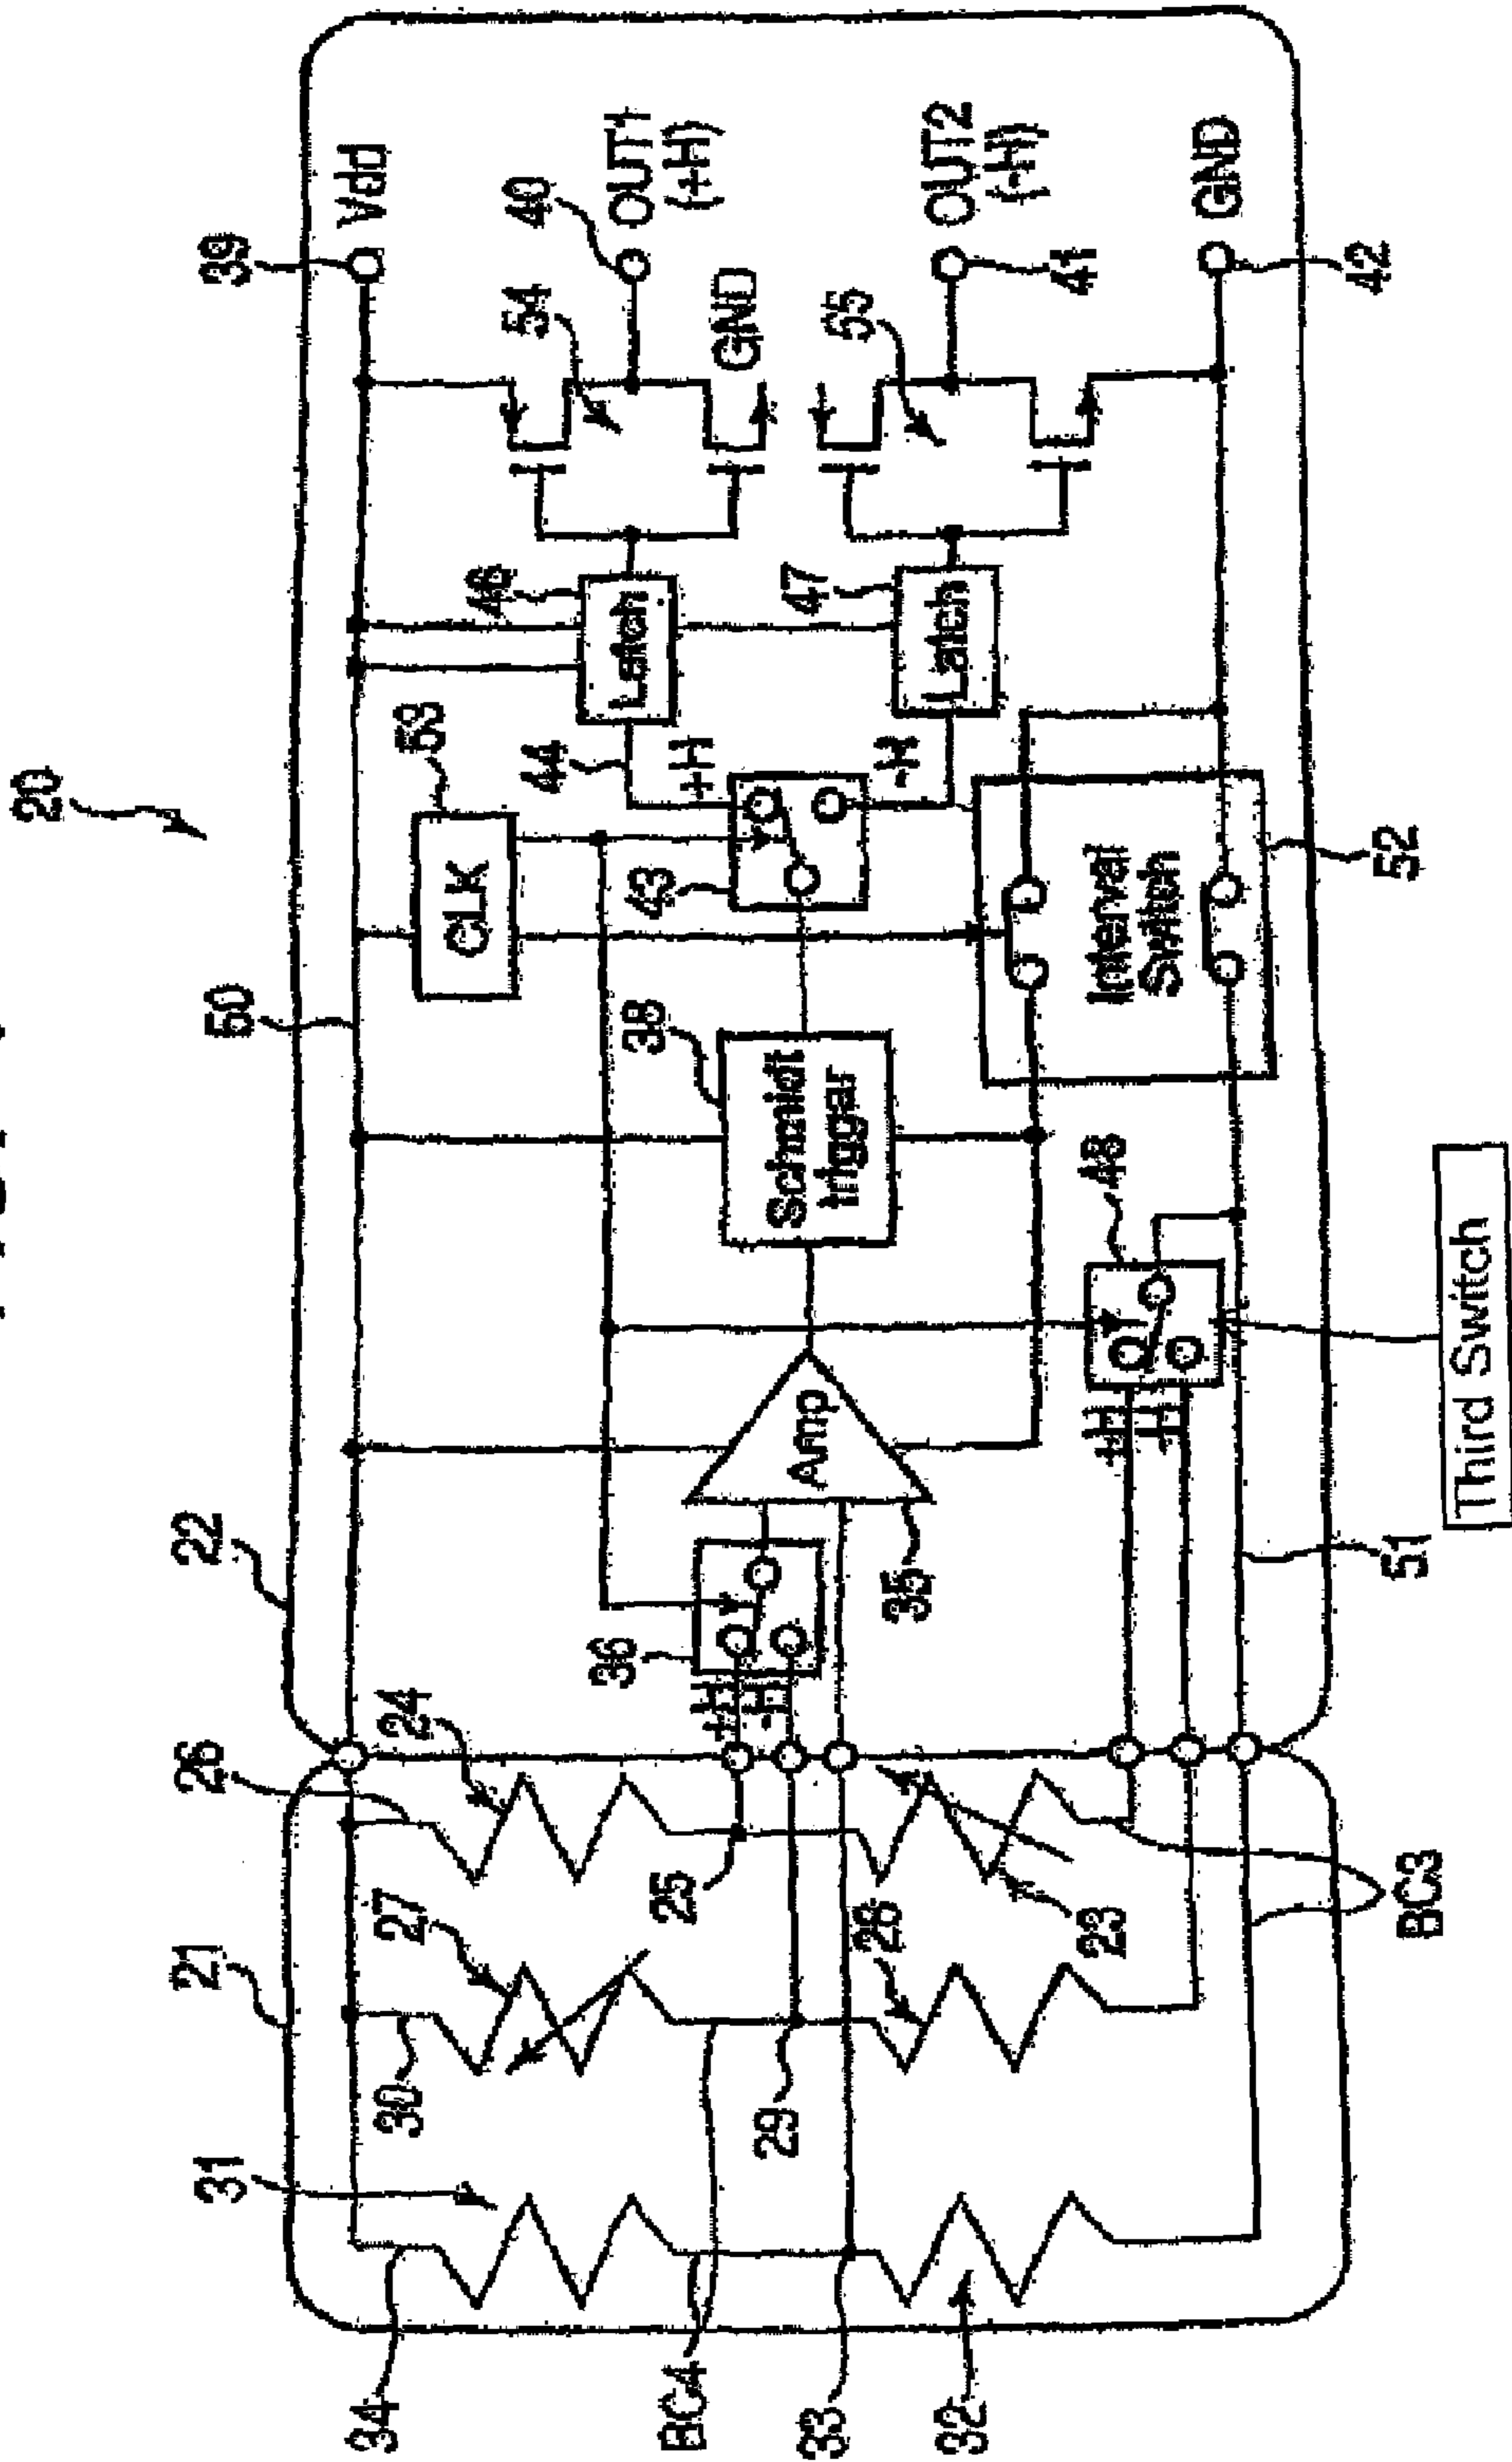 20
22
50
53
39
Vdd
CLK
44
46
Latch
54
40
OUT1
(+H)
GND
+H
43
-H
47
Latch
55
OUT2
(-H)
41
GND
42
38
Schmidt
trigger
Interval
Switch
52
36
+H
-H
Amp
35
48
+H
-H
51
Third Switch
21
26
24
27
30
25
31
34
29
28
23
BC3
BC4
33
32